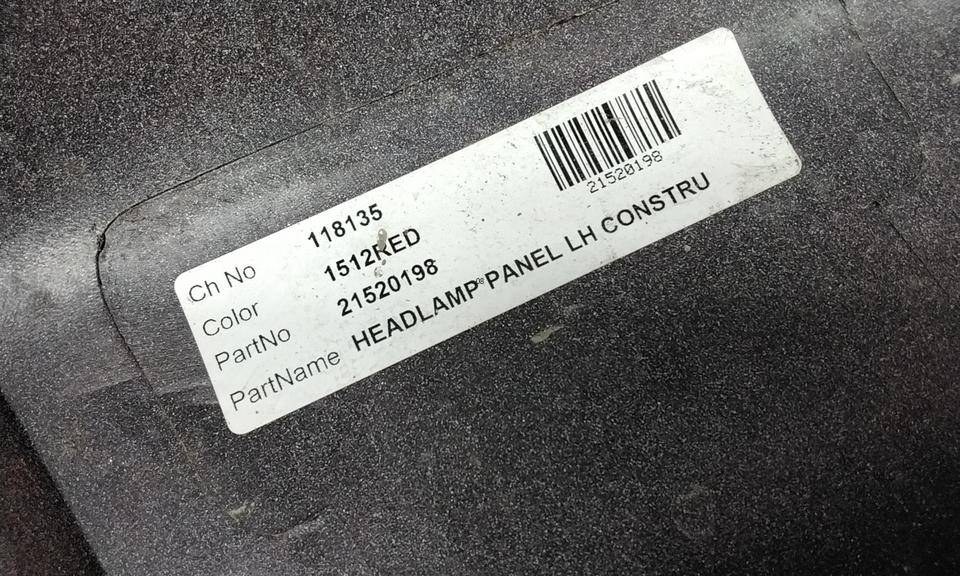 21520198
Ch No 118135
Color 1512RED
PartNo 21520198
PartName HEADLAMP PANEL LH CONSTRU